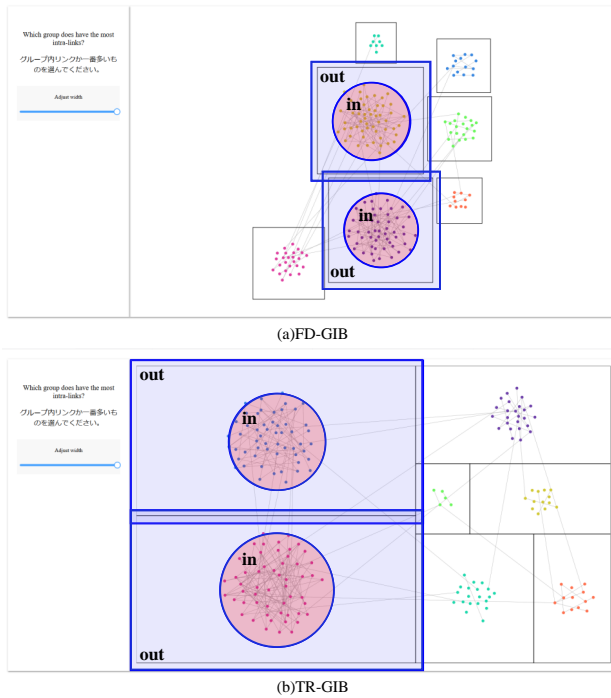 Which group does have the most
intra-links?
グループ内リンクが一番多いも
のを選んでください。
Adjust width
out
in
in
out
(a)FD-GIB
Which group does have the most
intra-links?
グループ内リンクが一番多いも
のを選んでください。
Adjust width
out
in
in
out
(b)TR-GIB